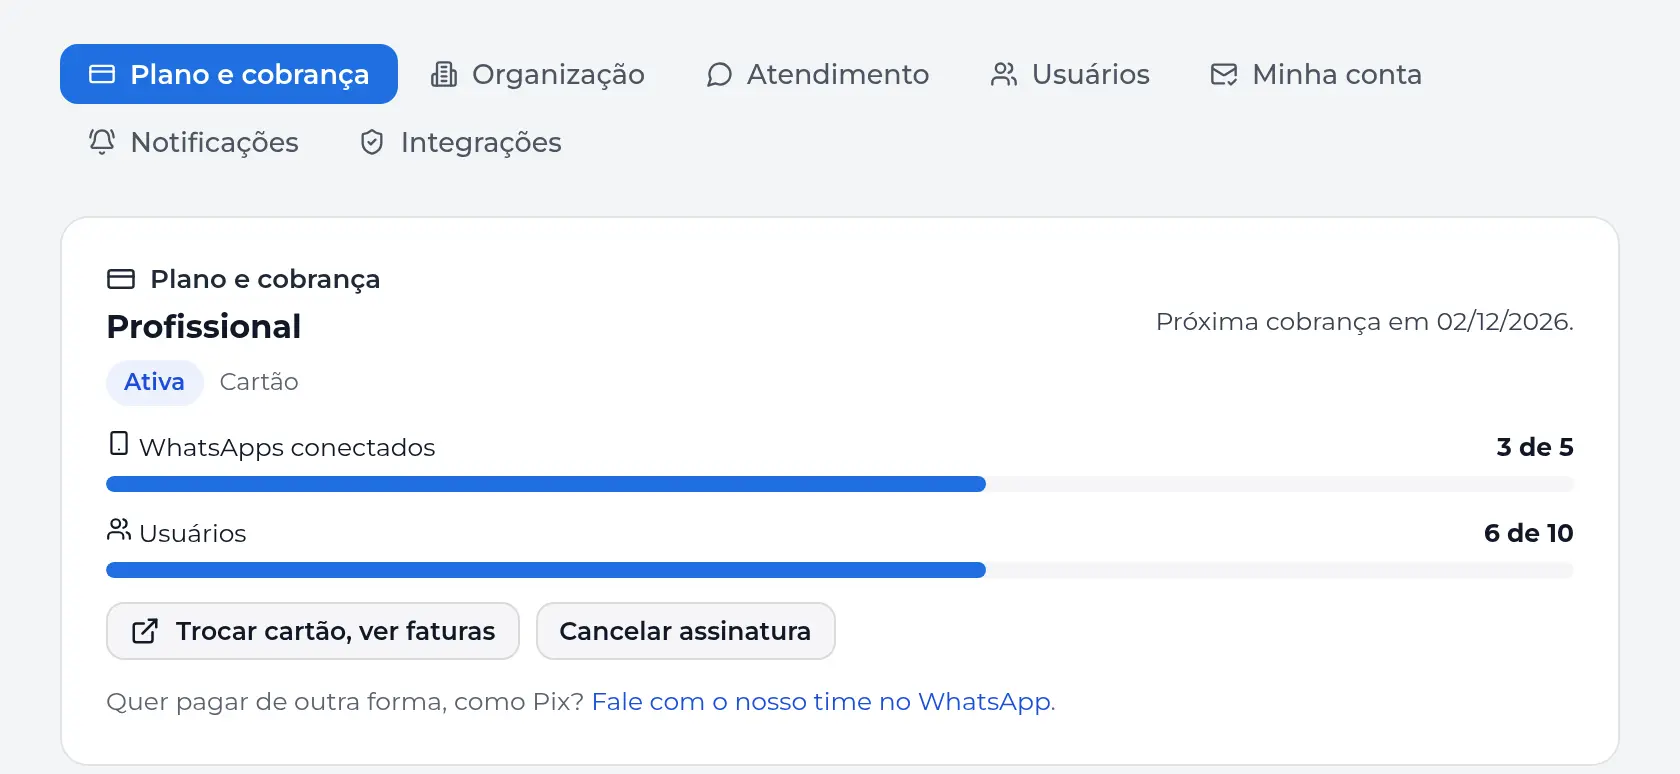 Plano e cobrança Organização Atendimento Usuários Minha conta
Notificações Integrações
Plano e cobrança
Profissional
Próxima cobrança em 02/12/2026.
Ativa Cartão
WhatsApps conectados 3 de 5
Usuários 6 de 10
Trocar cartão, ver faturas Cancelar assinatura
Quer pagar de outra forma, como Pix? Fale com o nosso time no WhatsApp.